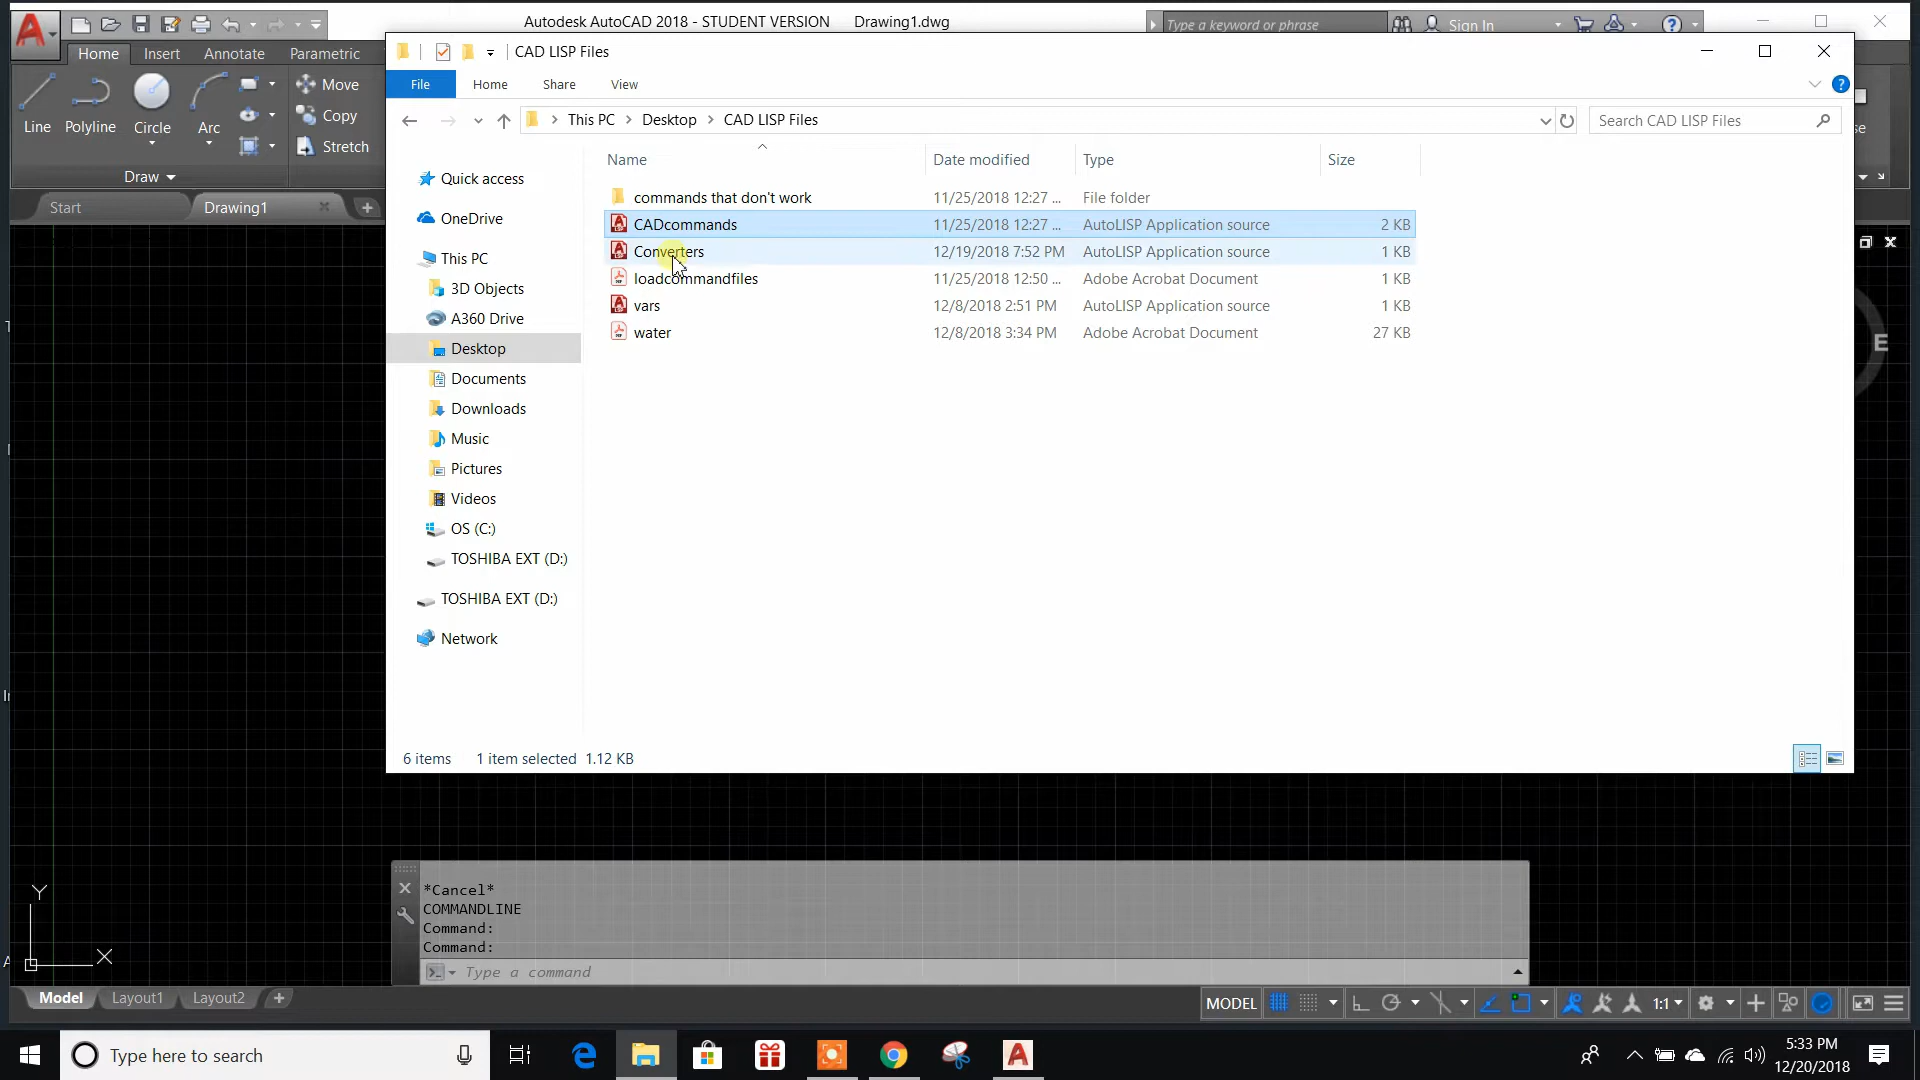 Autodesk AutoCAD 2018 - STUDENT VERSION Drawing1.dwg
Type a keyword or phrase
Sign In
Home Insert Annotate Parametric
Line Polyline Circle Arc
Move
Copy
Stretch
Draw
Start Drawing1
CAD LISP Files
File Home Share View
This PC Desktop CAD LISP Files
Search CAD LISP Files
Name Date modified Type Size
commands that don't work 11/25/2018 12:27 ... File folder
CADcommands 11/25/2018 12:27 ... AutoLISP Application source 2 KB
Converters 12/19/2018 7:52 PM AutoLISP Application source 1 KB
loadcommandfiles 11/25/2018 12:50 ... Adobe Acrobat Document 1 KB
vars 12/8/2018 2:51 PM AutoLISP Application source 1 KB
water 12/8/2018 3:34 PM Adobe Acrobat Document 27 KB
Quick access
OneDrive
This PC
3D Objects
A360 Drive
Desktop
Documents
Downloads
Music
Pictures
Videos
OS (C:)
TOSHIBA EXT (D:)
TOSHIBA EXT (D:)
Network
6 items 1 item selected 1.12 KB
E
*Cancel*
COMMANDLINE
Command:
Command:
Type a command
Y
X
Model Layout1 Layout2
MODEL 1:1
Type here to search
5:33 PM
12/20/2018